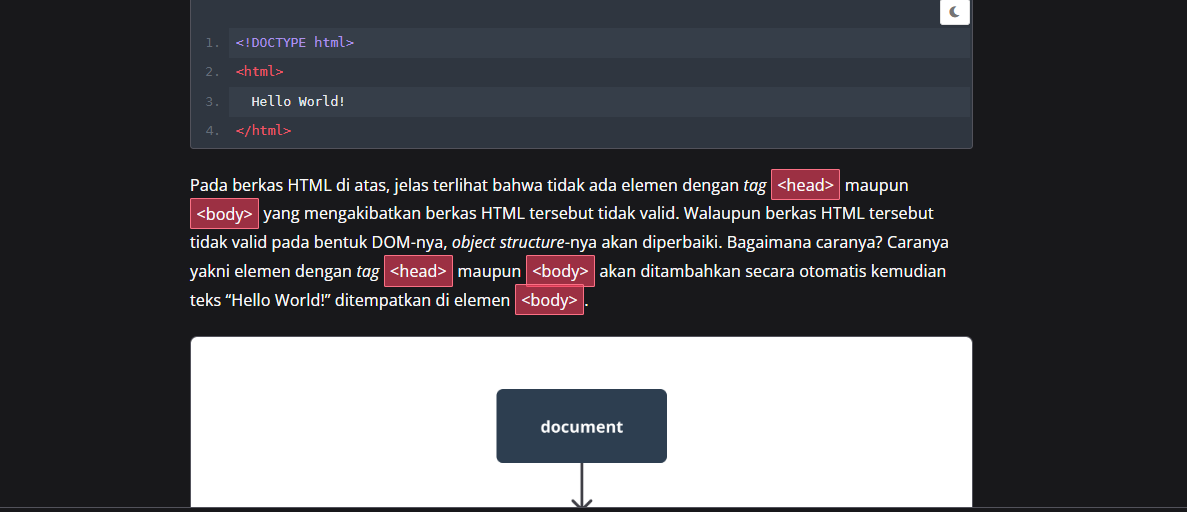 1. <!DOCTYPE html>
2. <html>
3.   Hello World!
4. </html>
Pada berkas HTML di atas, jelas terlihat bahwa tidak ada elemen dengan tag <head> maupun
<body> yang mengakibatkan berkas HTML tersebut tidak valid. Walaupun berkas HTML tersebut
tidak valid pada bentuk DOM-nya, object structure-nya akan diperbaiki. Bagaimana caranya? Caranya
yakni elemen dengan tag <head> maupun <body> akan ditambahkan secara otomatis kemudian
teks “Hello World!” ditempatkan di elemen <body>.
document